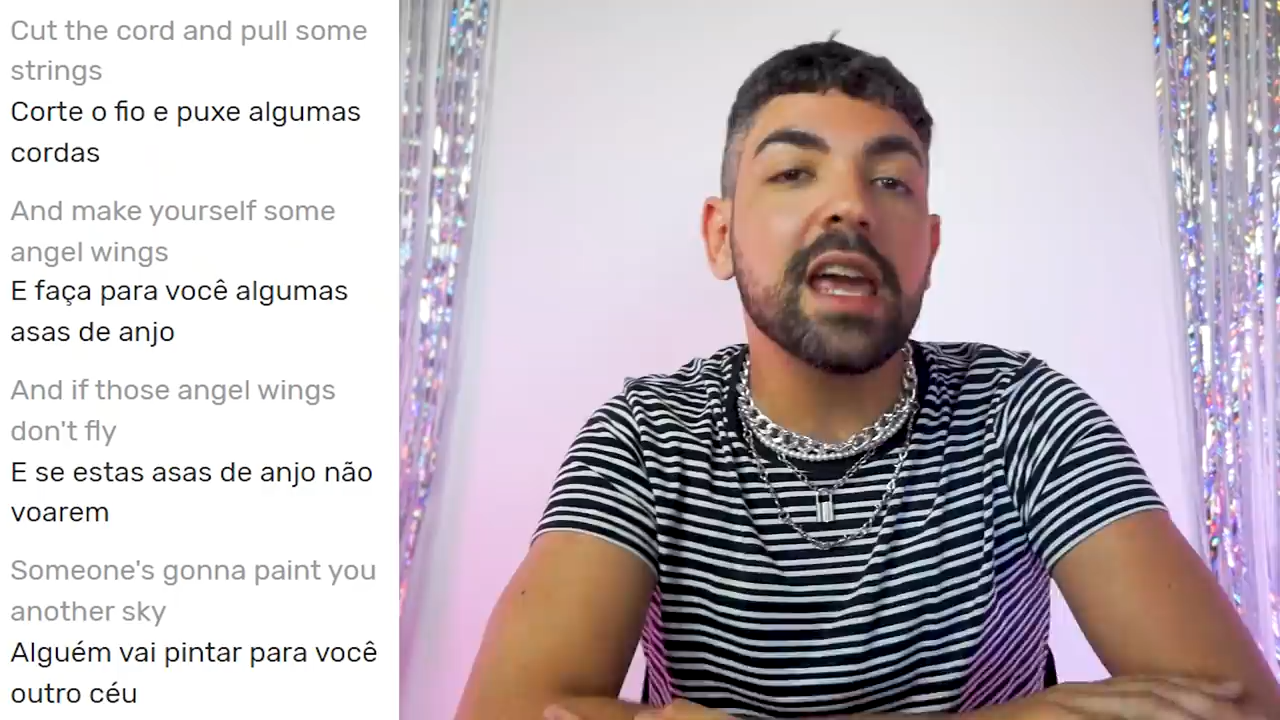 Cut the cord and pull some
strings
Corte o fio e puxe algumas
cordas
And make yourself some
angel wings
E faça para você algumas
asas de anjo
And if those angel wings
don't fly
E se estas asas de anjo não
voarem
Someone's gonna paint you
another sky
Alguém vai pintar para você
outro céu